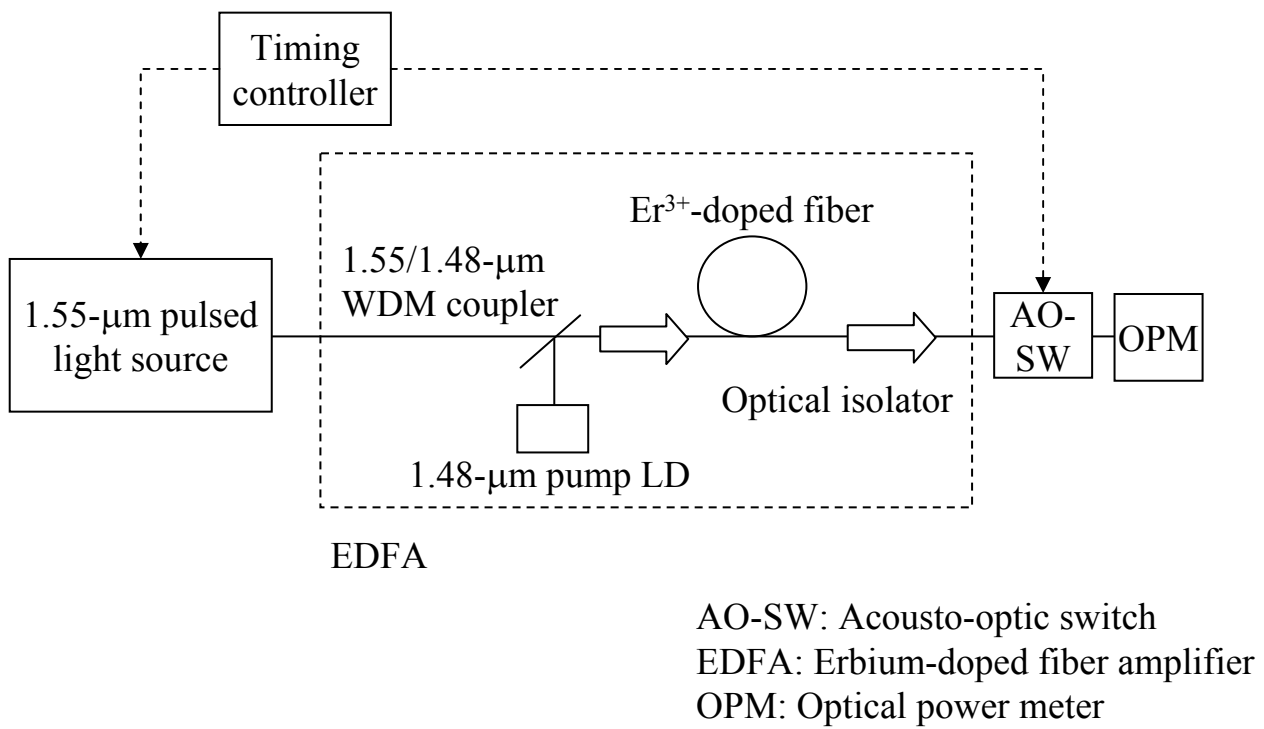 Timing
controller
Er³⁺-doped fiber
1.55/1.48-μm
WDM coupler
1.55-μm pulsed
light source
AO-
SW
OPM
Optical isolator
1.48-μm pump LD
EDFA
AO-SW: Acousto-optic switch
EDFA: Erbium-doped fiber amplifier
OPM: Optical power meter